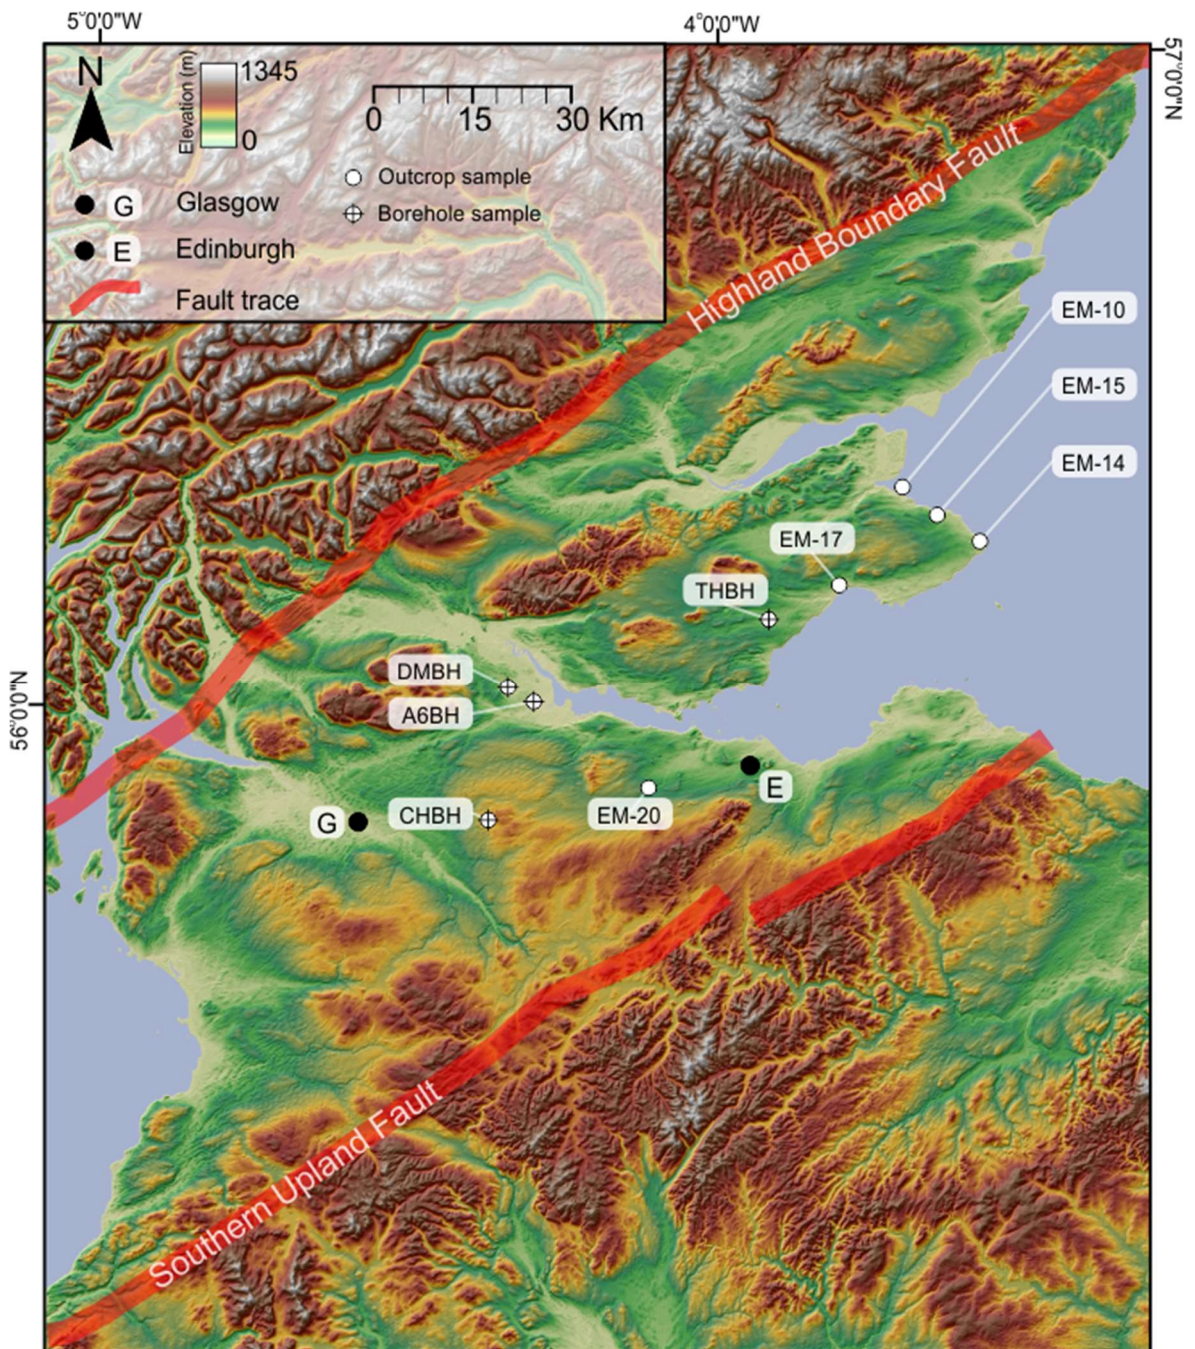 5°0'0"W
4°0'0"W
57°0'0"N
N
Elevation (m)
1345
0
0 15 30 Km
Outcrop sample
Borehole sample
G Glasgow
E Edinburgh
Fault trace
Highland Boundary Fault
EM-10
EM-15
EM-14
EM-17
THBH
DMBH
A6BH
56°0'0"N
E
EM-20
CHBH
G
Southern Upland Fault